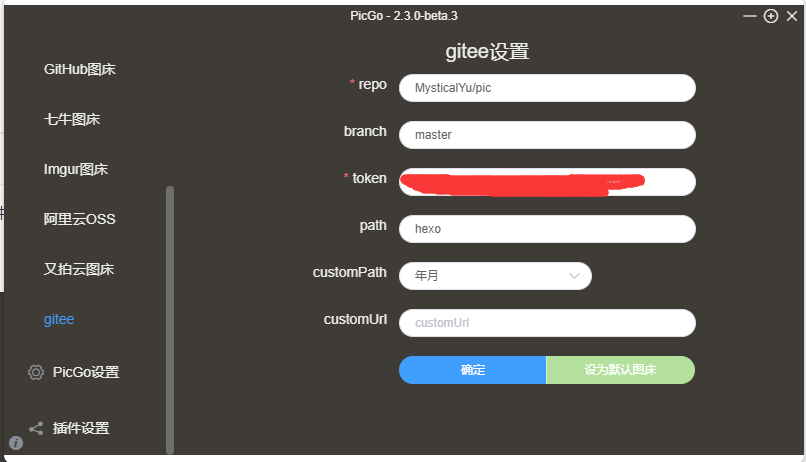 PicGo - 2.3.0-beta.3
GitHub图床
七牛图床
Imgur图床
阿里云OSS
又拍云图床
gitee
PicGo设置
插件设置
gitee设置
* repo
MysticalYu/pic
branch
master
* token
path
hexo
customPath
年月
customUrl
customUrl
确定
设为默认图床